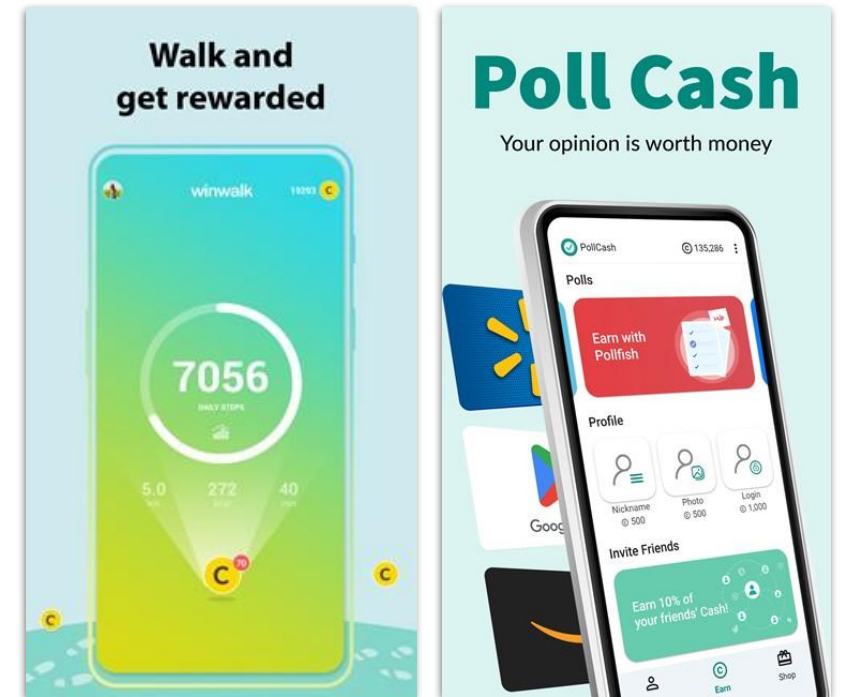 Walk and
get rewarded
winwalk
19293 C
7056
DAILY STEPS
5.0 272 40
C 70
C
C
Poll Cash
Your opinion is worth money
PollCash
C 135,286
Polls
Earn with
Pollfish
Profile
Nickname
C 500
Photo
C 500
Login
C 1,000
Goog
Invite Friends
Earn 10% of
your friends' Cash!
C
Earn
Shop